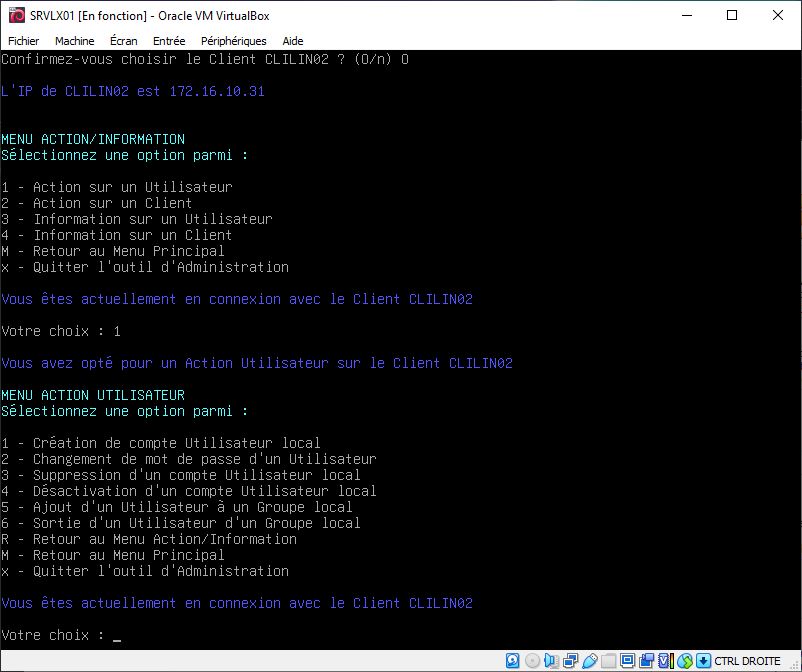 SRVLX01 [En fonction] - Oracle VM VirtualBox
Fichier Machine Écran Entrée Périphériques Aide
Confirmez-vous choisir le Client CLILIN02 ? (O/n) O
L'IP de CLILIN02 est 172.16.10.31
MENU ACTION/INFORMATION
Sélectionnez une option parmi :
1 - Action sur un Utilisateur
2 - Action sur un Client
3 - Information sur un Utilisateur
4 - Information sur un Client
M - Retour au Menu Principal
x - Quitter l'outil d'Administration
Vous êtes actuellement en connexion avec le Client CLILIN02
Votre choix : 1
Vous avez opté pour un Action Utilisateur sur le Client CLILIN02
MENU ACTION UTILISATEUR
Sélectionnez une option parmi :
1 - Création de compte Utilisateur local
2 - Changement de mot de passe d'un Utilisateur
3 - Suppression d'un compte Utilisateur local
4 - Désactivation d'un compte Utilisateur local
5 - Ajout d'un Utilisateur à un Groupe local
6 - Sortie d'un Utilisateur d'un Groupe local
R - Retour au Menu Action/Information
M - Retour au Menu Principal
x - Quitter l'outil d'Administration
Vous êtes actuellement en connexion avec le Client CLILIN02
Votre choix : _
CTRL DROITE